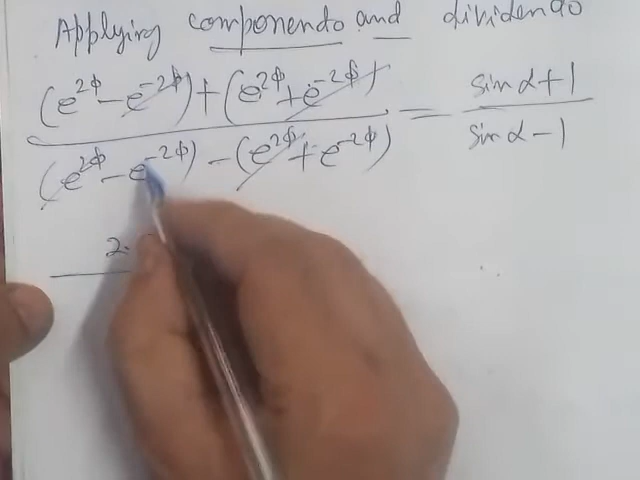 Applying componendo and dividendo
(e^2φ - e^-2φ) + (e^2φ + e^-2φ) = sin α + 1
(e^2φ - e^-2φ) - (e^2φ + e^-2φ) sin α - 1
2.